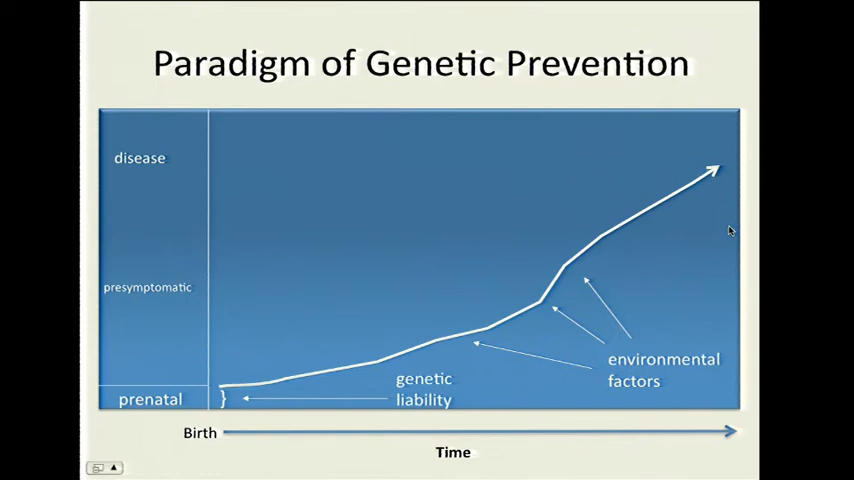 Paradigm of Genetic Prevention
disease
presymptomatic
prenatal
}
genetic
liability
environmental
factors
Birth
Time